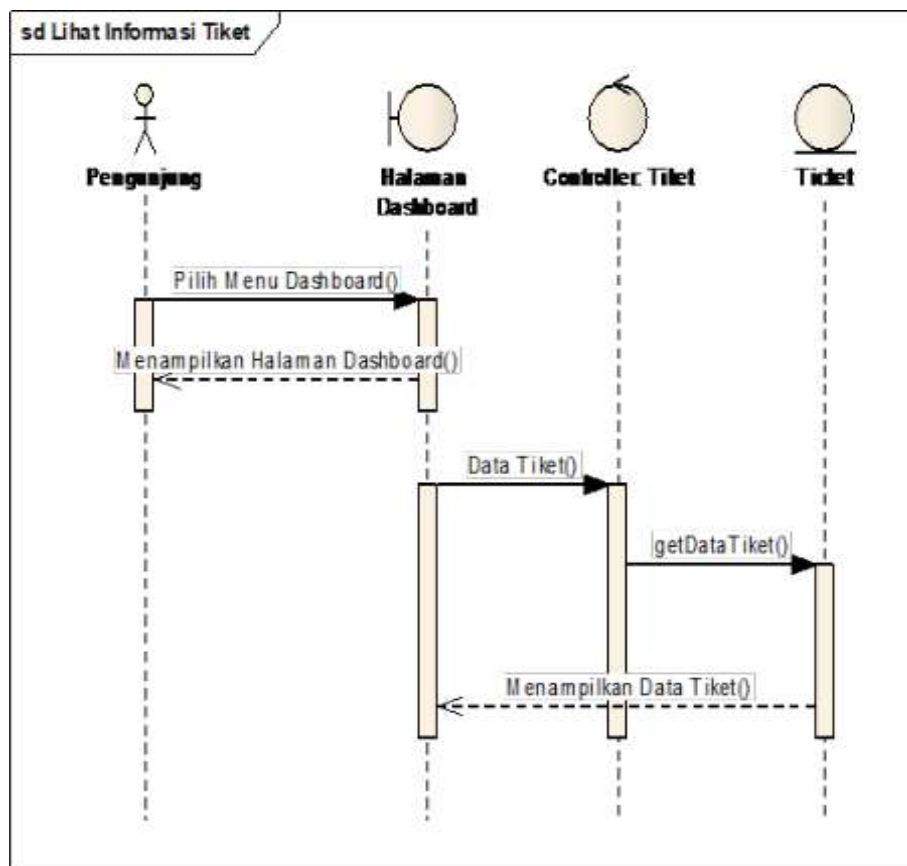 sd Lihat Informasi Tiket
Pengunjung
Halaman
Dashboard
Controller Tiket
Ticket
Pilih Menu Dashboard()
Menampilkan Halaman Dashboard()
Data Tiket()
getDataTiket()
Menampilkan Data Tiket()